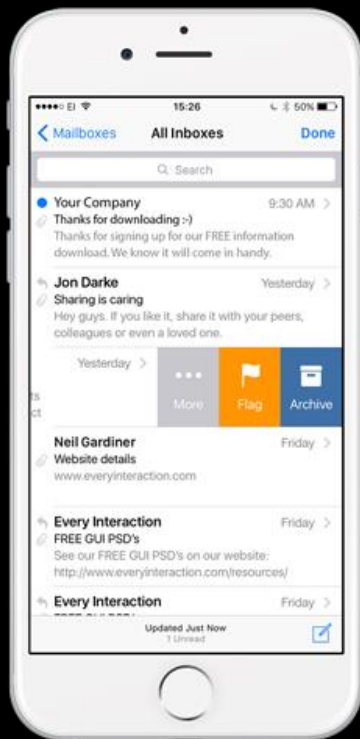 EI 15:26 50%
Mailboxes All Inboxes Done
Search
Your Company 9:30 AM
Thanks for downloading :-)
Thanks for signing up for our FREE information
download. We know it will come in handy.
Jon Darke Yesterday
Sharing is caring
Hey guys. If you like it, share it with your peers,
colleagues or even a loved one.
Yesterday
ts
ct
More Flag Archive
Neil Gardiner Friday
Website details
www.everyinteraction.com
Every Interaction Friday
FREE GUI PSD's
See our FREE GUI PSD's on our website:
http://www.everyinteraction.com/resources/
Every Interaction Friday
Updated Just Now
1 Unread